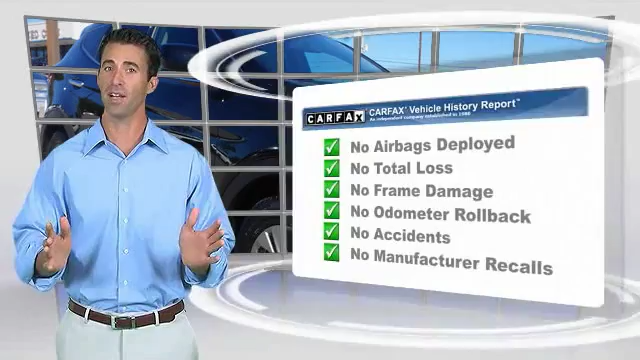 CARFAX CARFAX Vehicle History Report™
An independent company established in 1986
No Airbags Deployed
No Total Loss
No Frame Damage
No Odometer Rollback
No Accidents
No Manufacturer Recalls